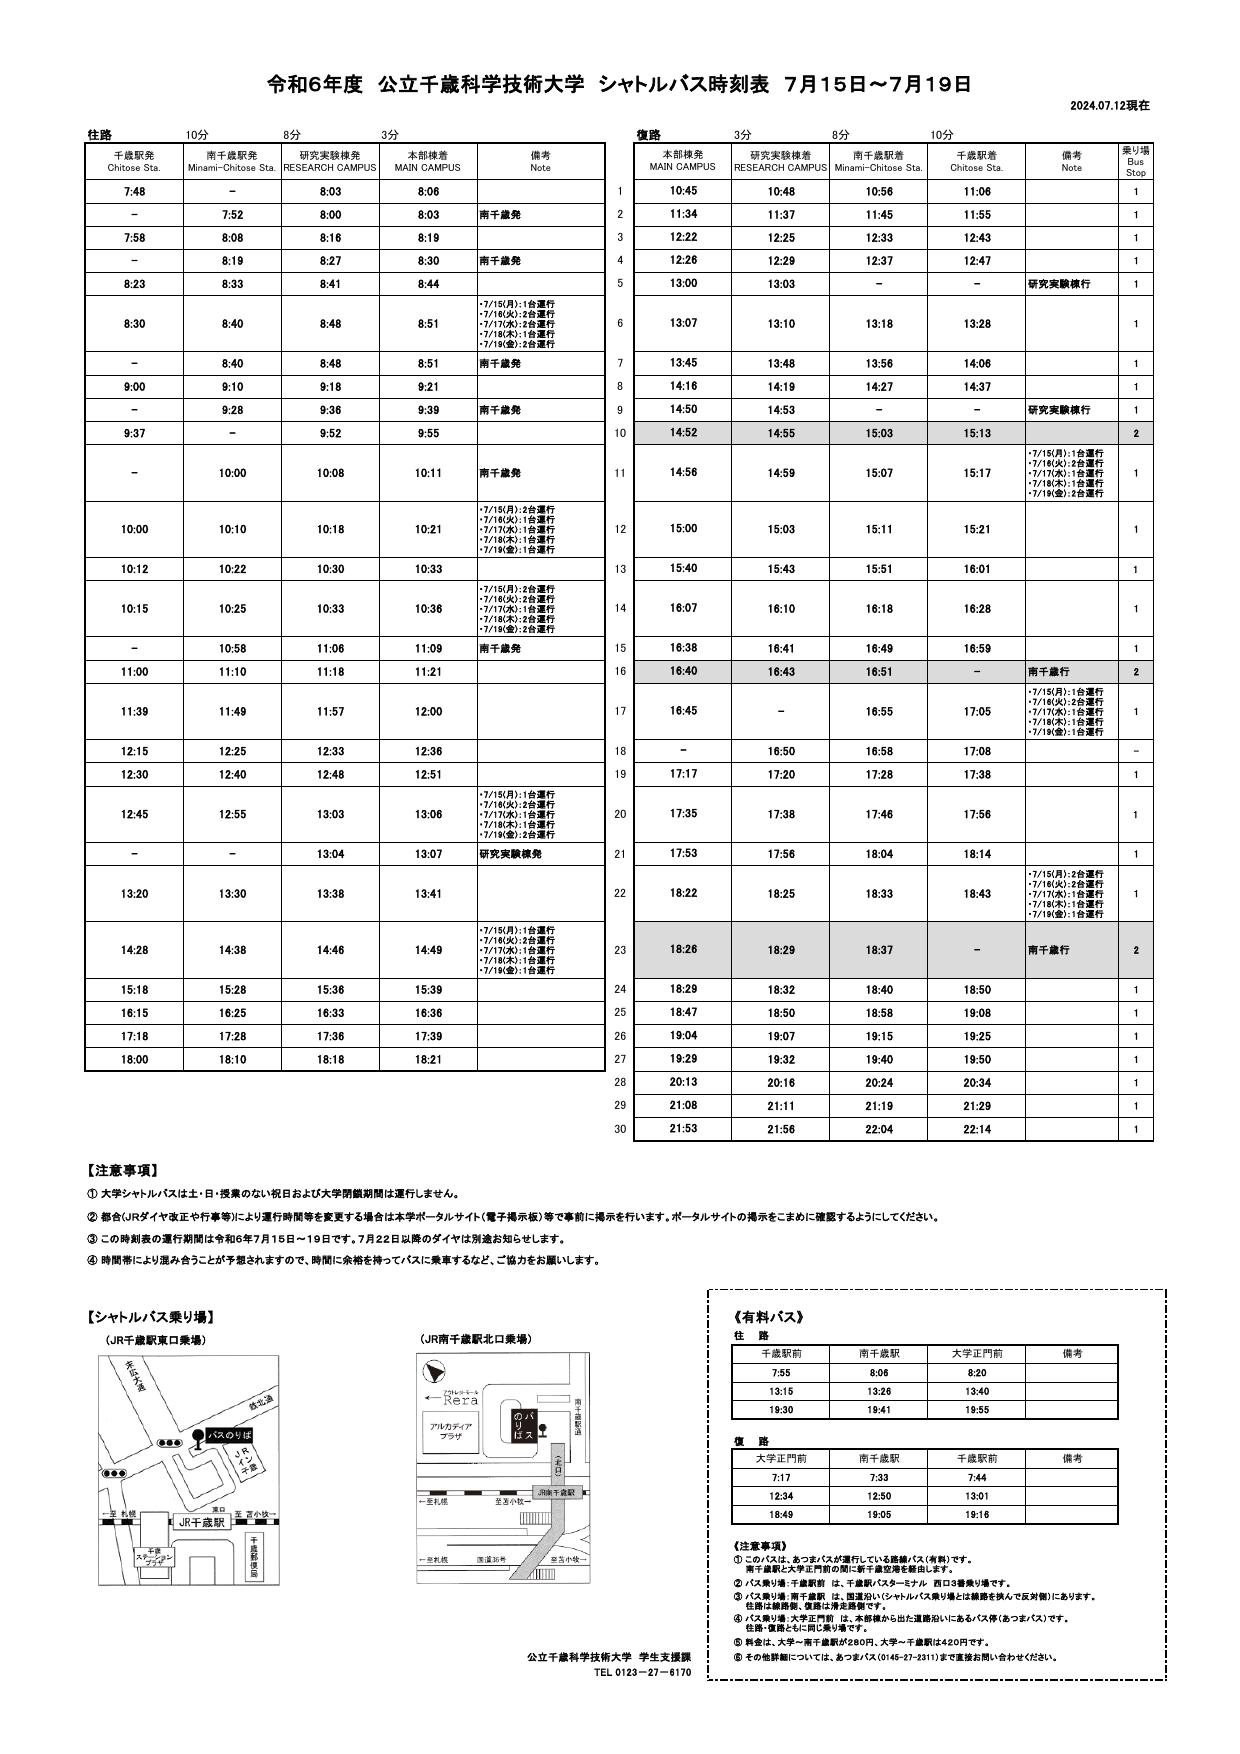 令和6年度 公立千歳科学技術大学 シャトルバス時刻表 7月15日～7月19日
2024.07.12現在
往路 10分 8分 3分
千歳駅発 南千歳駅発 研究実験棟発 本部棟着 備考
Chitose Sta. Minami-Chitose Sta. RESEARCH CAMPUS MAIN CAMPUS Note
7:48 － 8:03 8:06
－ 7:52 8:00 8:03 南千歳発
7:58 8:08 8:16 8:19
－ 8:19 8:27 8:30 南千歳発
8:23 8:33 8:41 8:44
8:30 8:40 8:48 8:51
・7/15(月):1台運行
・7/16(火):2台運行
・7/17(水):2台運行
・7/18(木):1台運行
・7/19(金):2台運行
－ 8:40 8:48 8:51 南千歳発
9:00 9:10 9:18 9:21
－ 9:28 9:36 9:39 南千歳発
9:37 － 9:52 9:55
－ 10:00 10:08 10:11 南千歳発
10:00 10:10 10:18 10:21
・7/15(月):2台運行
・7/16(火):1台運行
・7/17(水):1台運行
・7/18(木):1台運行
・7/19(金):1台運行
10:12 10:22 10:30 10:33
10:15 10:25 10:33 10:36
・7/15(月):2台運行
・7/16(火):2台運行
・7/17(水):1台運行
・7/18(木):2台運行
・7/19(金):2台運行
－ 10:58 11:06 11:09 南千歳発
11:00 11:10 11:18 11:21
11:39 11:49 11:57 12:00
12:15 12:25 12:33 12:36
12:30 12:40 12:48 12:51
12:45 12:55 13:03 13:06
・7/15(月):1台運行
・7/16(火):2台運行
・7/17(水):1台運行
・7/18(木):1台運行
・7/19(金):2台運行
－ － 13:04 13:07 研究実験棟発
13:20 13:30 13:38 13:41
14:28 14:38 14:46 14:49
・7/15(月):1台運行
・7/16(火):2台運行
・7/17(水):1台運行
・7/18(木):1台運行
・7/19(金):1台運行
15:18 15:28 15:36 15:39
16:15 16:25 16:33 16:36
17:18 17:28 17:36 17:39
18:00 18:10 18:18 18:21
復路 3分 8分 10分
本部棟発 研究実験棟着 南千歳駅着 千歳駅着 備考 乗り場
MAIN CAMPUS RESEARCH CAMPUS Minami-Chitose Sta. Chitose Sta. Note Bus
Stop
1 10:45 10:48 10:56 11:06 1
2 11:34 11:37 11:45 11:55 1
3 12:22 12:25 12:33 12:43 1
4 12:26 12:29 12:37 12:47 1
5 13:00 13:03 － － 研究実験棟行 1
6 13:07 13:10 13:18 13:28 1
7 13:45 13:48 13:56 14:06 1
8 14:16 14:19 14:27 14:37 1
9 14:50 14:53 － － 研究実験棟行 1
10 14:52 14:55 15:03 15:13 2
11 14:56 14:59 15:07 15:17 1
・7/15(月):1台運行
・7/16(火):2台運行
・7/17(水):1台運行
・7/18(木):1台運行
・7/19(金):2台運行
12 15:00 15:03 15:11 15:21 1
13 15:40 15:43 15:51 16:01 1
14 16:07 16:10 16:18 16:28 1
15 16:38 16:41 16:49 16:59 1
16 16:40 16:43 16:51 － 南千歳行 2
17 16:45 － 16:55 17:05 1
・7/15(月):1台運行
・7/16(火):2台運行
・7/17(水):1台運行
・7/18(木):1台運行
・7/19(金):1台運行
18 － 16:50 16:58 17:08 －
19 17:17 17:20 17:28 17:38 1
20 17:35 17:38 17:46 17:56 1
21 17:53 17:56 18:04 18:14 1
22 18:22 18:25 18:33 18:43 1
・7/15(月):2台運行
・7/16(火):2台運行
・7/17(水):1台運行
・7/18(木):1台運行
・7/19(金):1台運行
23 18:26 18:29 18:37 － 南千歳行 2
24 18:29 18:32 18:40 18:50 1
25 18:47 18:50 18:58 19:08 1
26 19:04 19:07 19:15 19:25 1
27 19:29 19:32 19:40 19:50 1
28 20:13 20:16 20:24 20:34 1
29 21:08 21:11 21:19 21:29 1
30 21:53 21:56 22:04 22:14 1
【注意事項】
① 大学シャトルバスは土・日・授業のない祝日および大学閉鎖期間は運行しません。
② 都合(JRダイヤ改正や行事等)により運行時間等を変更する場合は本学ポータルサイト(電子掲示板)等で事前に掲示を行います。ポータルサイトの掲示をこまめに確認するようにしてください。
③ この時刻表の運行期間は令和6年7月15日～19日です。7月22日以降のダイヤは別途お知らせします。
④ 時間帯により混み合うことが予想されますので、時間に余裕を持ってバスに乗車するなど、ご協力をお願いします。
【シャトルバス乗り場】
（JR千歳駅東口乗場）
末広大通
鉄北通
バスのりば
JRイン千歳
←至 札幌
東口
至 苫小牧→
JR千歳駅
千歳ステーションプラザ
千歳郵便局
（JR南千歳駅北口乗場）
アウトレットモール
←Rera
アルカディア
プラザ
バスのりば
南千歳駅通
（北口）
JR南千歳駅
←至札幌 至苫小牧→
←至札幌 国道36号 至苫小牧→
公立千歳科学技術大学 学生支援課
TEL 0123－27－6170
《有料バス》
往 路
千歳駅前 南千歳駅 大学正門前 備考
7:55 8:06 8:20
13:15 13:26 13:40
19:30 19:41 19:55
復 路
大学正門前 南千歳駅 千歳駅前 備考
7:17 7:33 7:44
12:34 12:50 13:01
18:49 19:05 19:16
《注意事項》
① このバスは、あつまバスが運行している路線バス(有料)です。
南千歳駅と大学正門前の間に新千歳空港を経由します。
② バス乗り場:千歳駅前 は、千歳駅バスターミナル 西口3番乗り場です。
③ バス乗り場:南千歳駅 は、国道沿い(シャトルバス乗り場とは線路を挟んで反対側)にあります。
往路は線路側、復路は滑走路側です。
④ バス乗り場:大学正門前 は、本部棟から出た道路沿いにあるバス停(あつまバス)です。
往路・復路ともに同じ乗り場です。
⑤ 料金は、大学～南千歳駅が280円、大学～千歳駅は420円です。
⑥ その他詳細については、あつまバス(0145-27-2311)まで直接お問い合わせください。